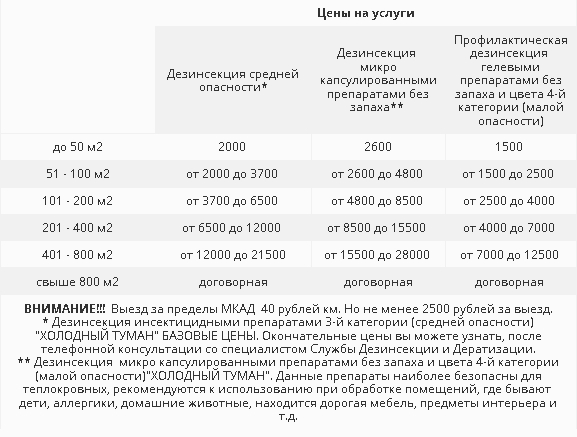 Цены на услуги
Дезинсекция средней
опасности*
Дезинсекция
микро
капсулированными
препаратами без
запаха**
Профилактическая
дезинсекция
гелевыми
препаратами без
запаха и цвета 4-й
категории (малой
опасности)
до 50 м2 2000 2600 1500
51 - 100 м2 от 2000 до 3700 от 2600 до 4800 от 1500 до 2500
101 - 200 м2 от 3700 до 6500 от 4800 до 8500 от 2500 до 4000
201 - 400 м2 от 6500 до 12000 от 8500 до 15500 от 4000 до 7000
401 - 800 м2 от 12000 до 21500 от 15500 до 28000 от 7000 до 12500
свыше 800 м2 договорная договорная договорная
ВНИМАНИЕ!!! Выезд за пределы МКАД 40 рублей км. Но не менее 2500 рублей за выезд.
* Дезинсекция инсектицидными препаратами 3-й категории (средней опасности)
"ХОЛОДНЫЙ ТУМАН" БАЗОВЫЕ ЦЕНЫ. Окончательные цены вы можете узнать, после
телефонной консультации со специалистом Службы Дезинсекции и Дератизации.
** Дезинсекция микро капсулированными препаратами без запаха и цвета 4-й категории
(малой опасности)"ХОЛОДНЫЙ ТУМАН". Данные препараты наиболее безопасны для
теплокровных, рекомендуются к использованию при обработке помещений, где бывают
дети, аллергики, домашние животные, находится дорогая мебель, предметы интерьера и
т.д.